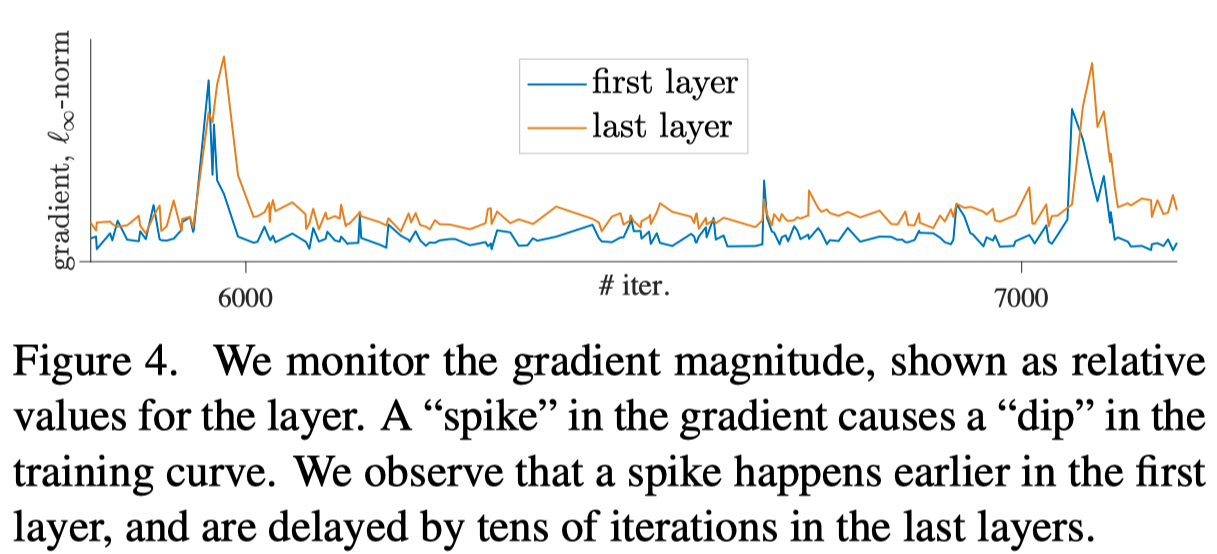 gradient, ℓ∞-norm
first layer
last layer
6000
# iter.
7000
Figure 4. We monitor the gradient magnitude, shown as relative
values for the layer. A “spike” in the gradient causes a “dip” in the
training curve. We observe that a spike happens earlier in the first
layer, and are delayed by tens of iterations in the last layers.